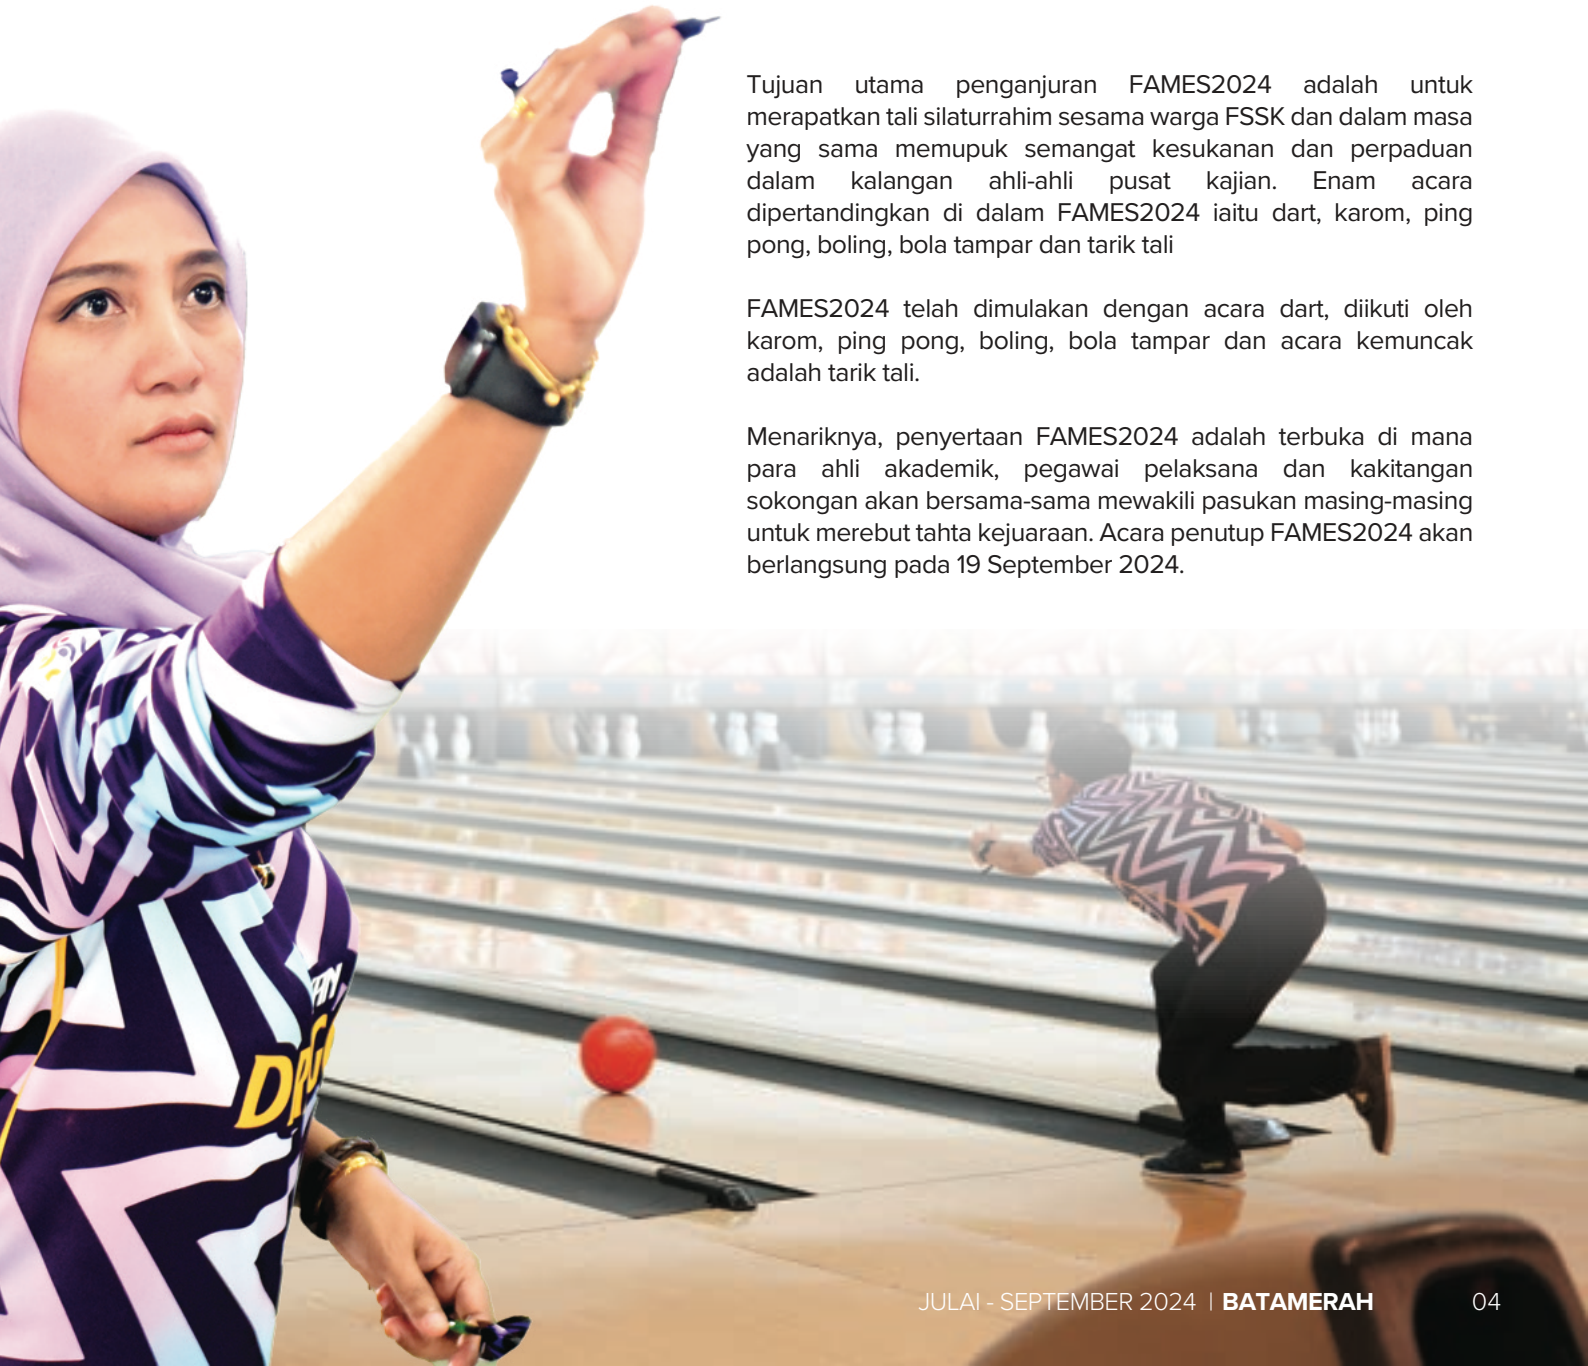 Tujuan utama penganjuran FAMES2024 adalah untuk
merapatkan tali silaturrahim sesama warga FSSK dan dalam masa
yang sama memupuk semangat kesukanan dan perpaduan
dalam kalangan ahli-ahli pusat kajian. Enam acara
dipertandingkan di dalam FAMES2024 iaitu dart, karom, ping
pong, boling, bola tampar dan tarik tali
FAMES2024 telah dimulakan dengan acara dart, diikuti oleh
karom, ping pong, boling, bola tampar dan acara kemuncak
adalah tarik tali.
Menariknya, penyertaan FAMES2024 adalah terbuka di mana
para ahli akademik, pegawai pelaksana dan kakitangan
sokongan akan bersama-sama mewakili pasukan masing-masing
untuk merebut tahta kejuaraan. Acara penutup FAMES2024 akan
berlangsung pada 19 September 2024.
JULAI - SEPTEMBER 2024 | BATAMERAH 04